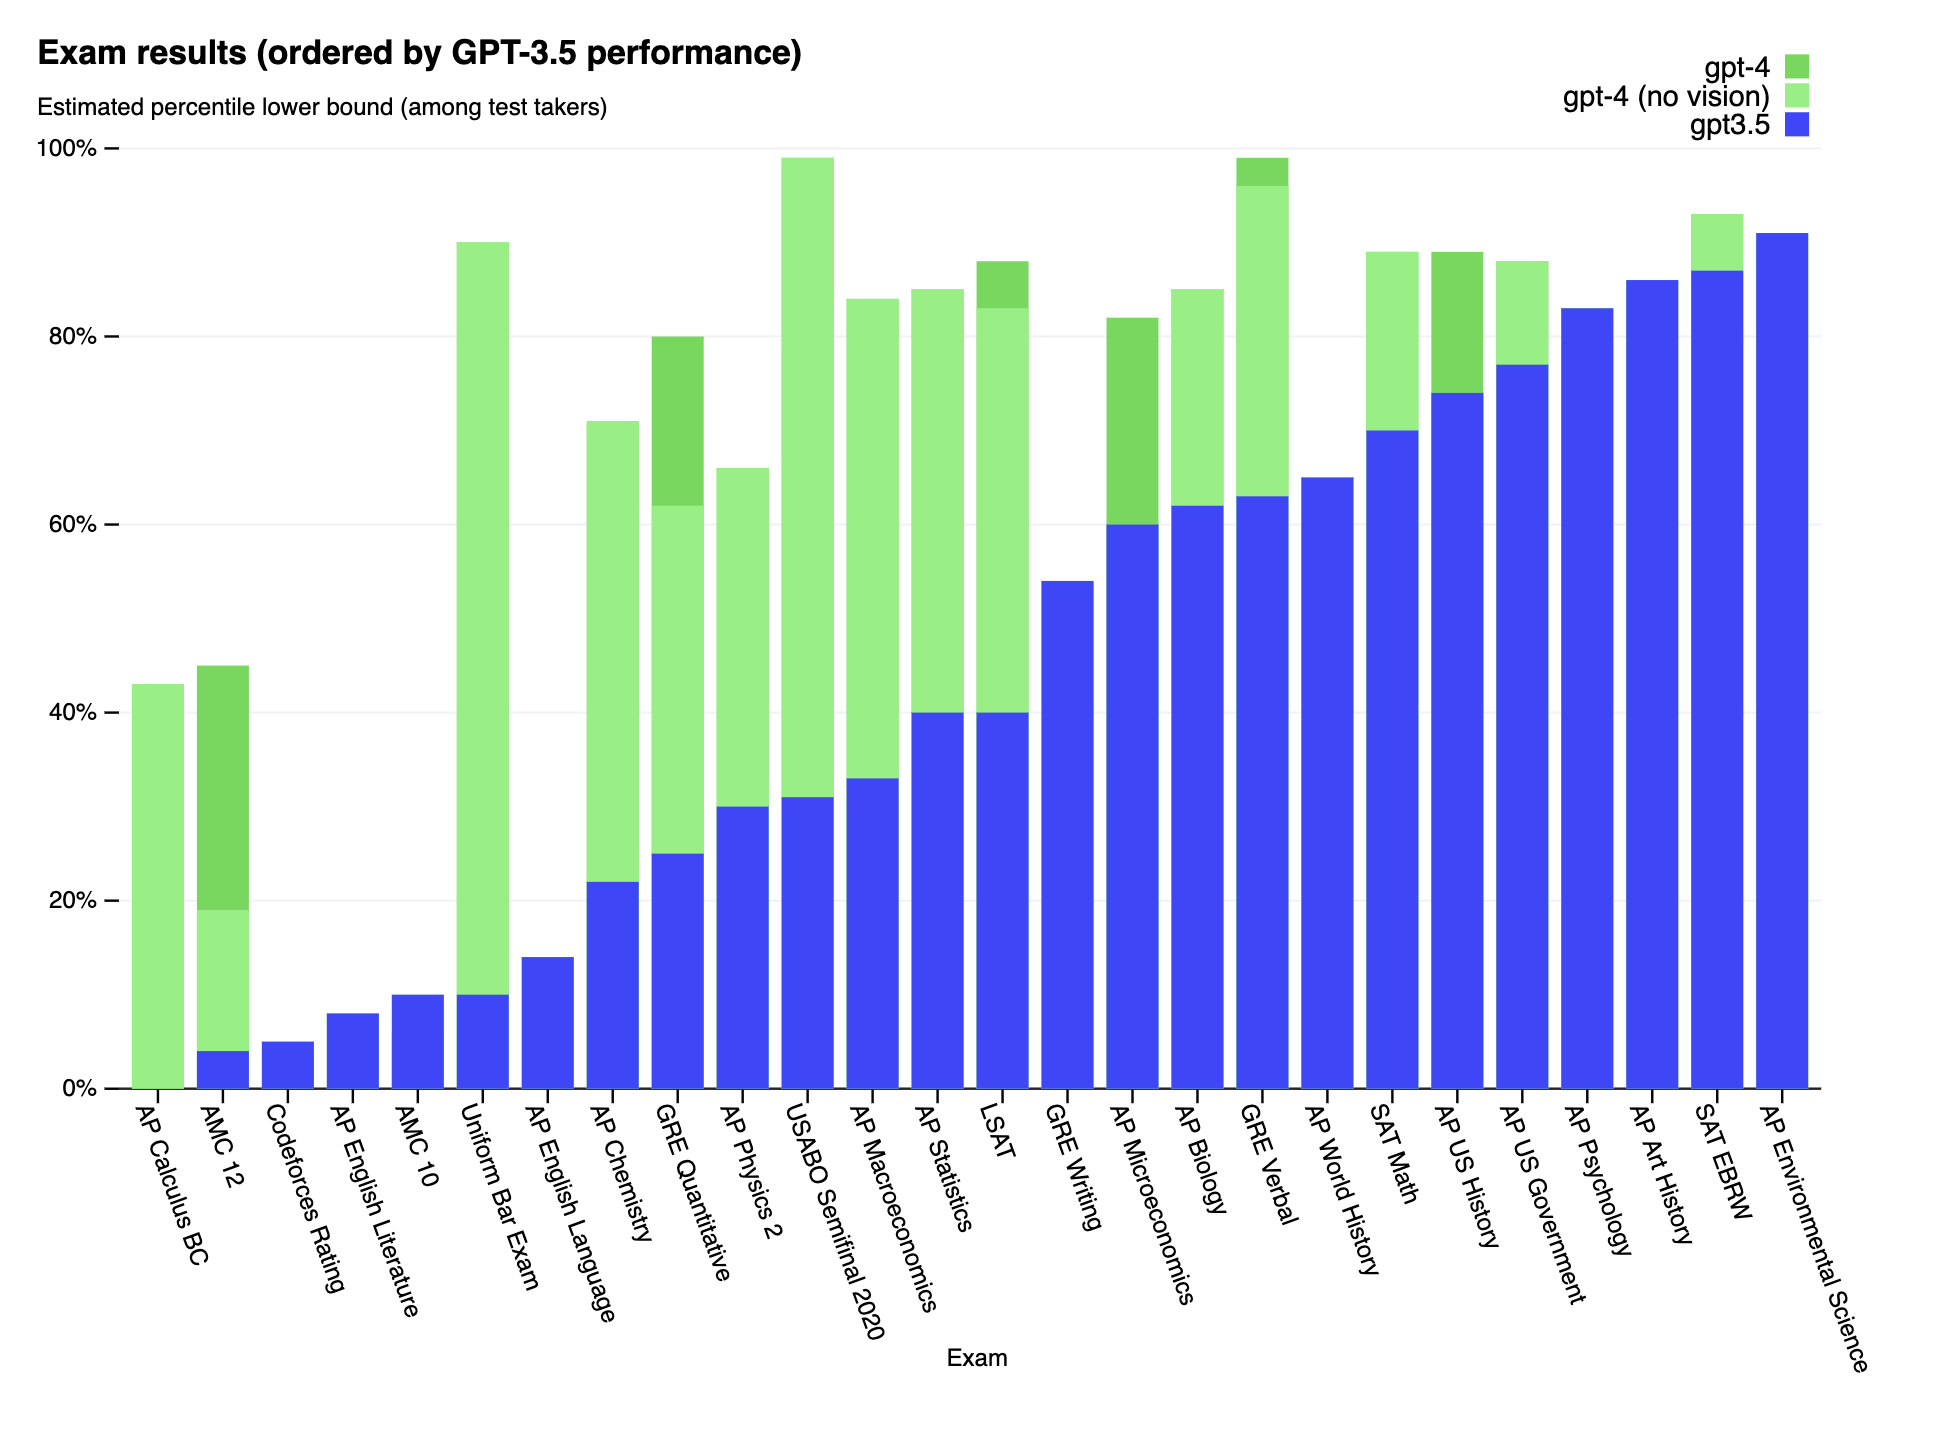 Exam results (ordered by GPT-3.5 performance)
Estimated percentile lower bound (among test takers)
gpt-4
gpt-4 (no vision)
gpt3.5
100%
80%
60%
40%
20%
0%
AP Calculus BC
AMC 12
Codeforces Rating
AP English Literature
AMC 10
Uniform Bar Exam
AP English Language
AP Chemistry
GRE Quantitative
AP Physics 2
USABO Semifinal 2020
AP Macroeconomics
AP Statistics
LSAT
GRE Writing
AP Microeconomics
AP Biology
GRE Verbal
AP World History
SAT Math
AP US History
AP US Government
AP Psychology
AP Art History
SAT EBRW
AP Environmental Science
Exam